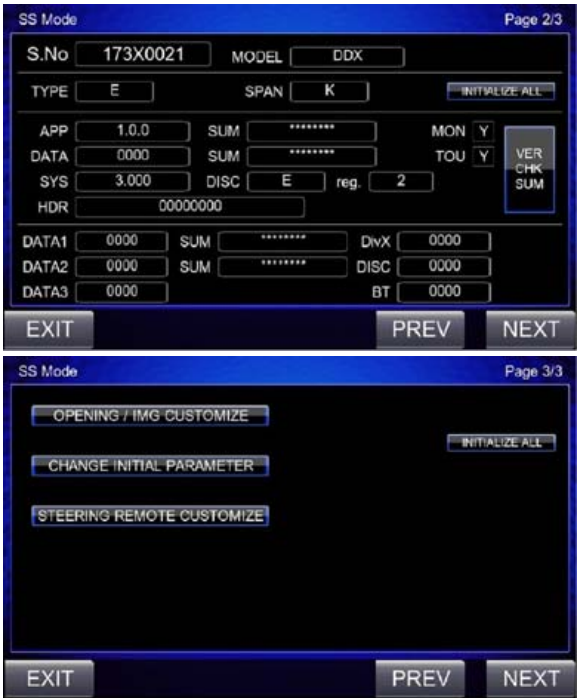 SS Mode Page 2/3
S.No 173X0021 MODEL DDX
TYPE E SPAN K INITIALIZE ALL
APP 1.0.0 SUM ******** MON Y
DATA 0000 SUM ******** TOU Y
VER
CHK
SUM
SYS 3.000 DISC E reg. 2
HDR 00000000
DATA1 0000 SUM ******** DivX 0000
DATA2 0000 SUM ******** DISC 0000
DATA3 0000 BT 0000
EXIT PREV NEXT
SS Mode Page 3/3
OPENING / IMG CUSTOMIZE
INITIALIZE ALL
CHANGE INITIAL PARAMETER
STEERING REMOTE CUSTOMIZE
EXIT PREV NEXT